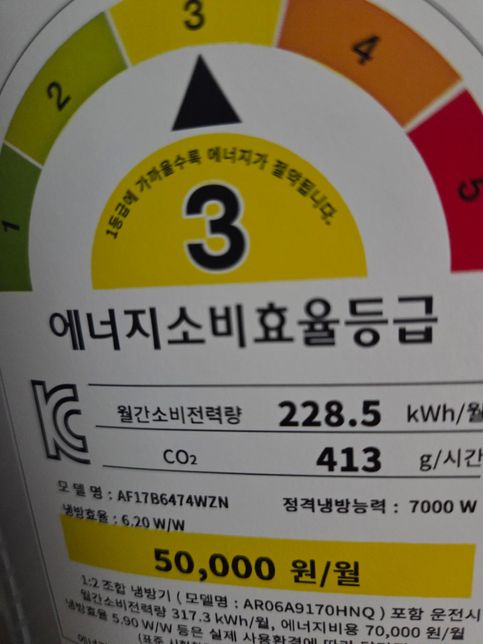 1 2 3 4 5
1등급에 가까울수록 에너지가 절약됩니다.
3
에너지소비효율등급
월간소비전력량 228.5 kWh/월
CO₂ 413 g/시간
모델명 : AF17B6474WZN 정격냉방능력 : 7000 W
냉방효율 : 6.20 W/W
50,000 원/월
1:2 조합 냉방기 ( 모델명 : AR06A9170HNQ ) 포함 운전시
월간소비전력량 317.3 kWh/월, 에너지비용 70,000 원/월
냉방효율 5.90 W/W 등은 실제 사용환경에 따라